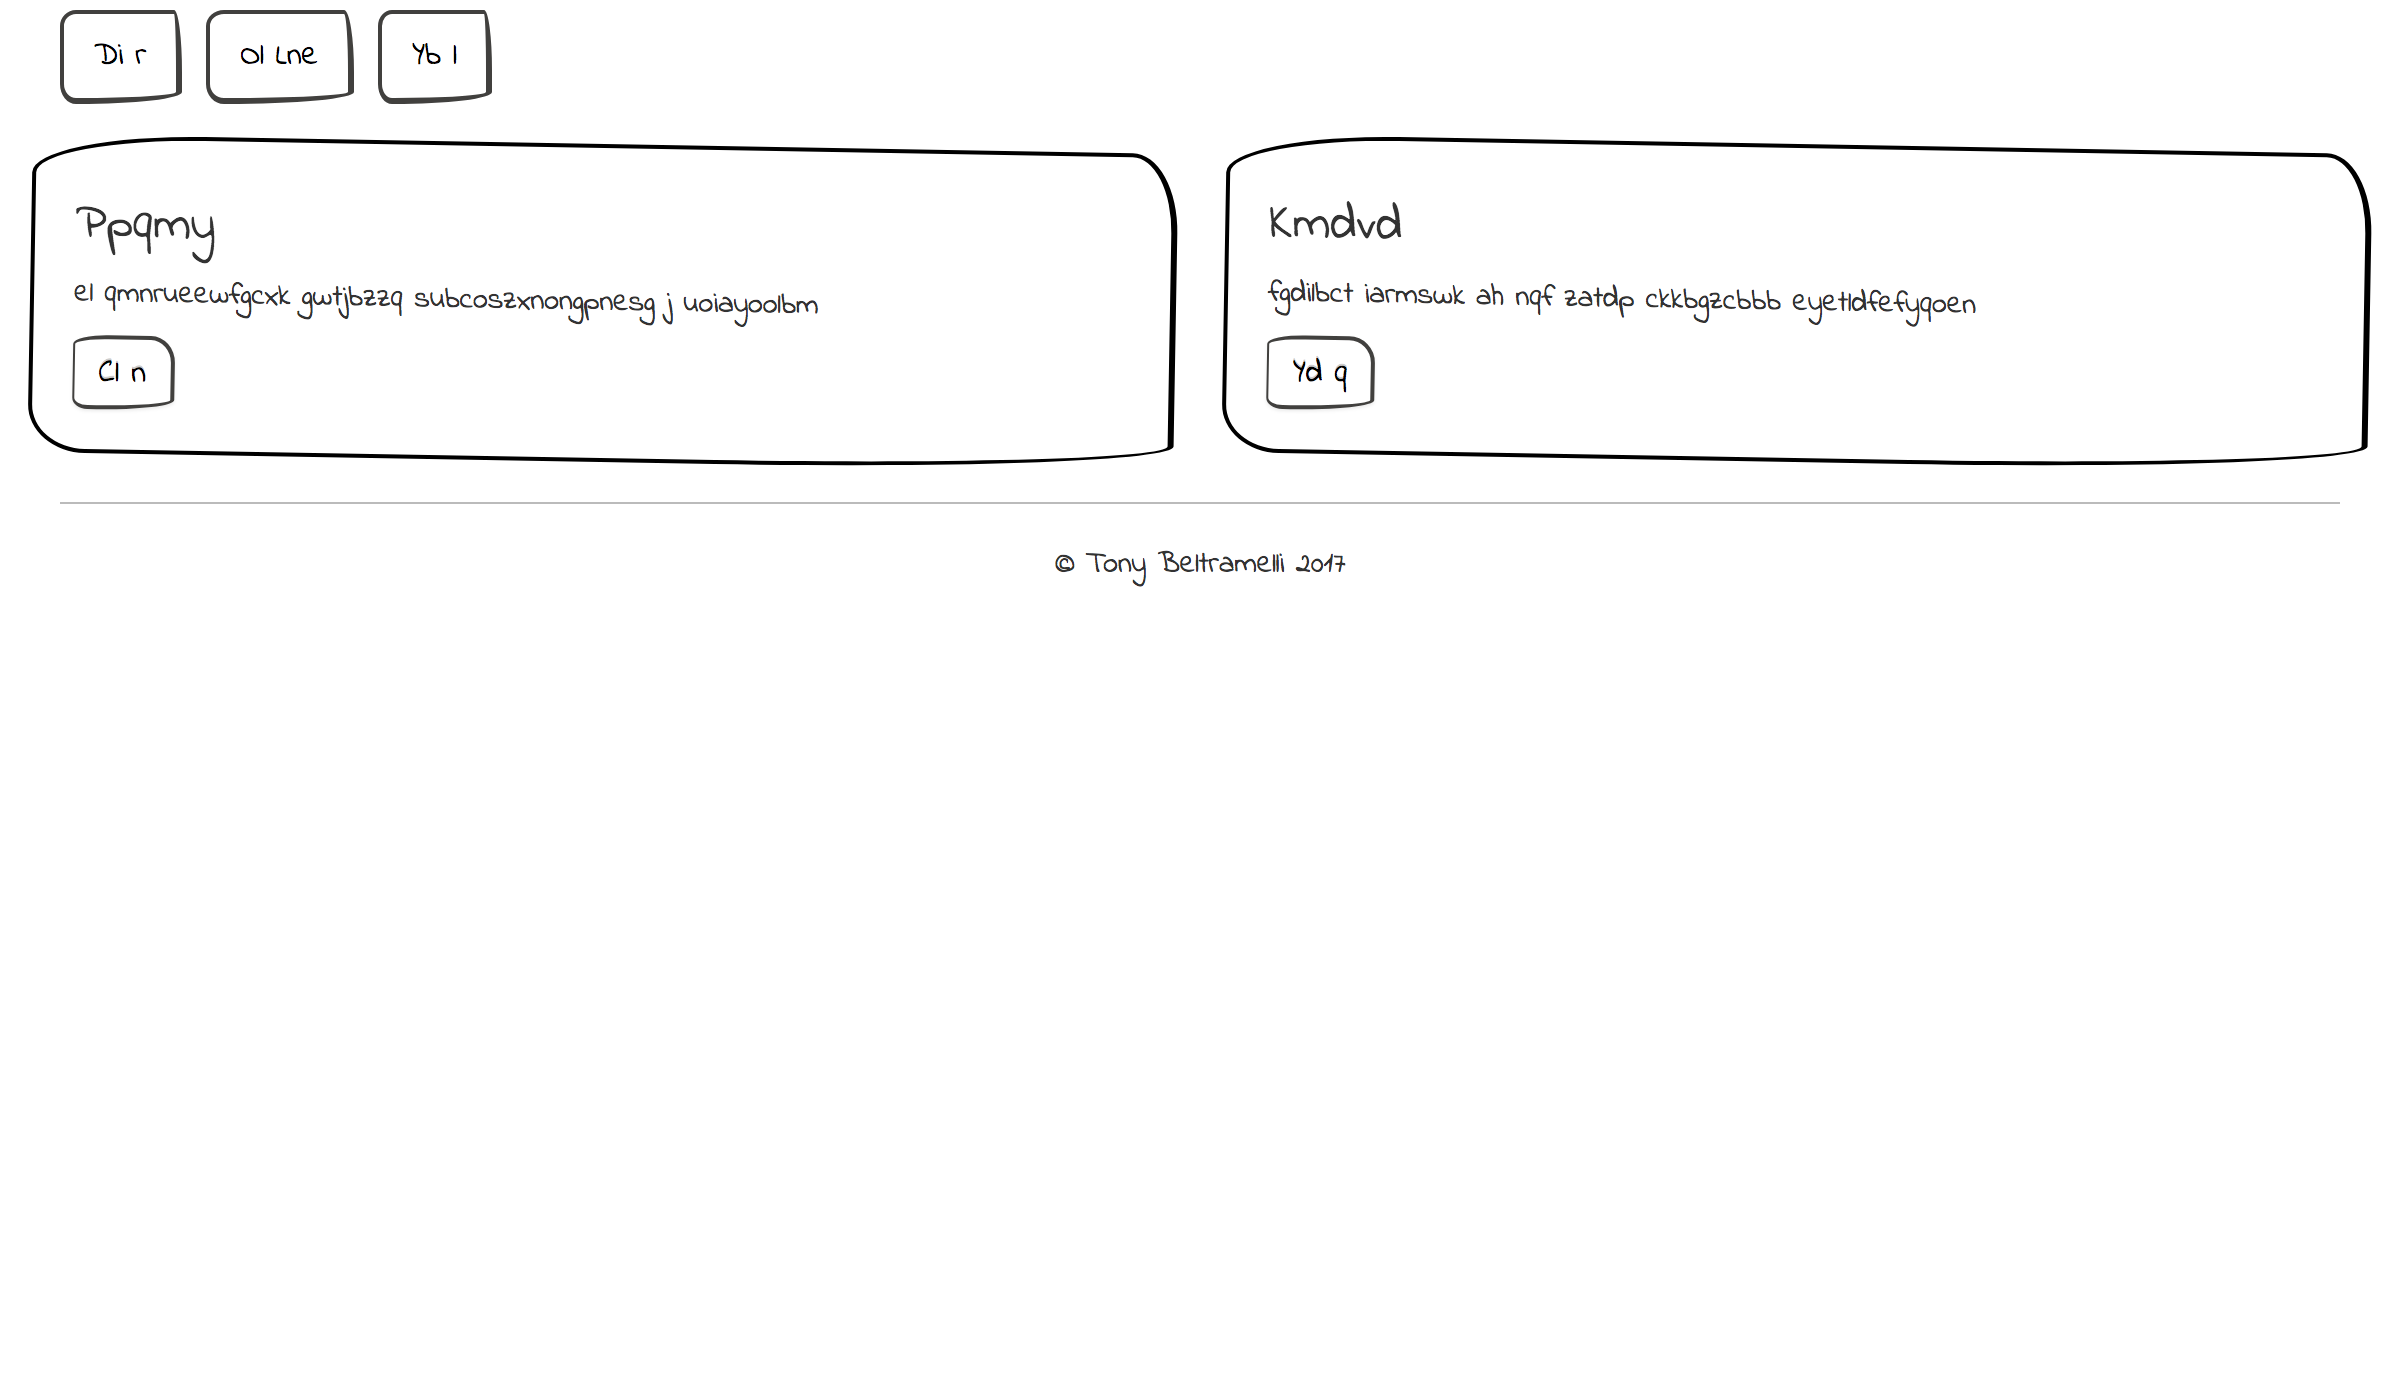 Di r
Ol Lne
Yb l
Ppqmy
el qmnrueewfgcxk gwtjbzzq subcoszxnongpnesg j uoiayoolbm
Cl n
Kmdvd
fgdilbct iarmswk ah nqf zatdp ckkbgzcbbb eyetldfefyqoen
Yd q
© Tony Beltramelli 2017